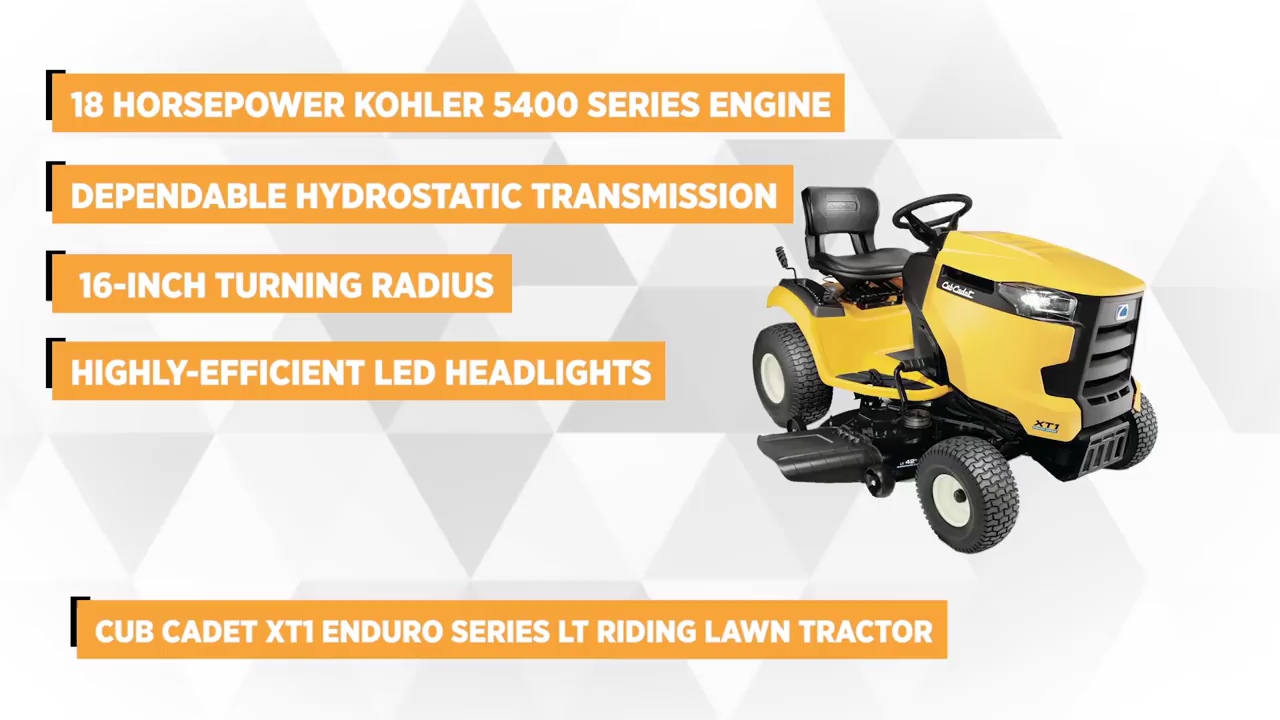 18 HORSEPOWER KOHLER 5400 SERIES ENGINE
DEPENDABLE HYDROSTATIC TRANSMISSION
16-INCH TURNING RADIUS
HIGHLY-EFFICIENT LED HEADLIGHTS
Cub Cadet
XT1
CUB CADET XT1 ENDURO SERIES LT RIDING LAWN TRACTOR